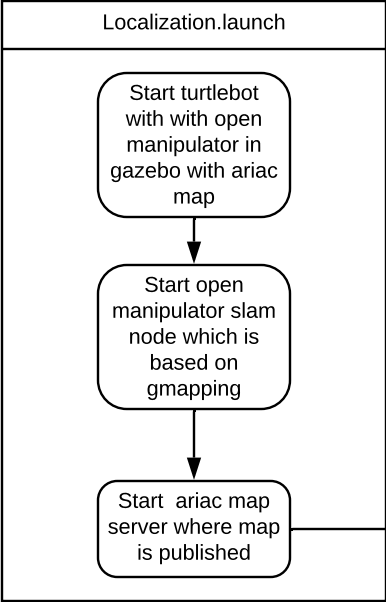 Localization.launch
Start turtlebot
with with open
manipulator in
gazebo with ariac
map
Start open
manipulator slam
node which is
based on
gmapping
Start  ariac map
server where map
is published